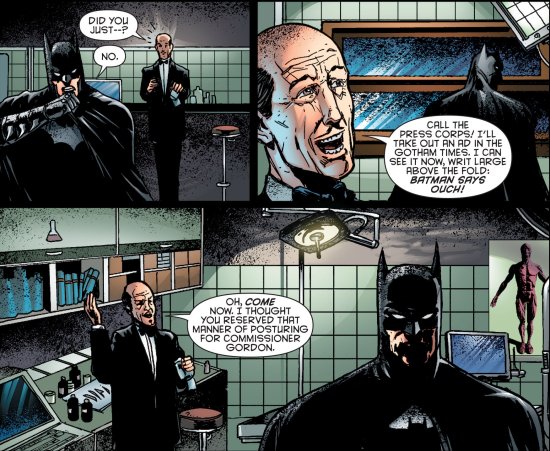 DID YOU
JUST--?
NO.
CALL THE
PRESS CORPS! I'LL
TAKE OUT AN AD IN THE
GOTHAM TIMES. I CAN
SEE IT NOW, WRIT LARGE
ABOVE THE FOLD:
BATMAN SAYS
OUCH!
OH, COME
NOW. I THOUGHT
YOU RESERVED THAT
MANNER OF POSTURING
FOR COMMISSIONER
GORDON.